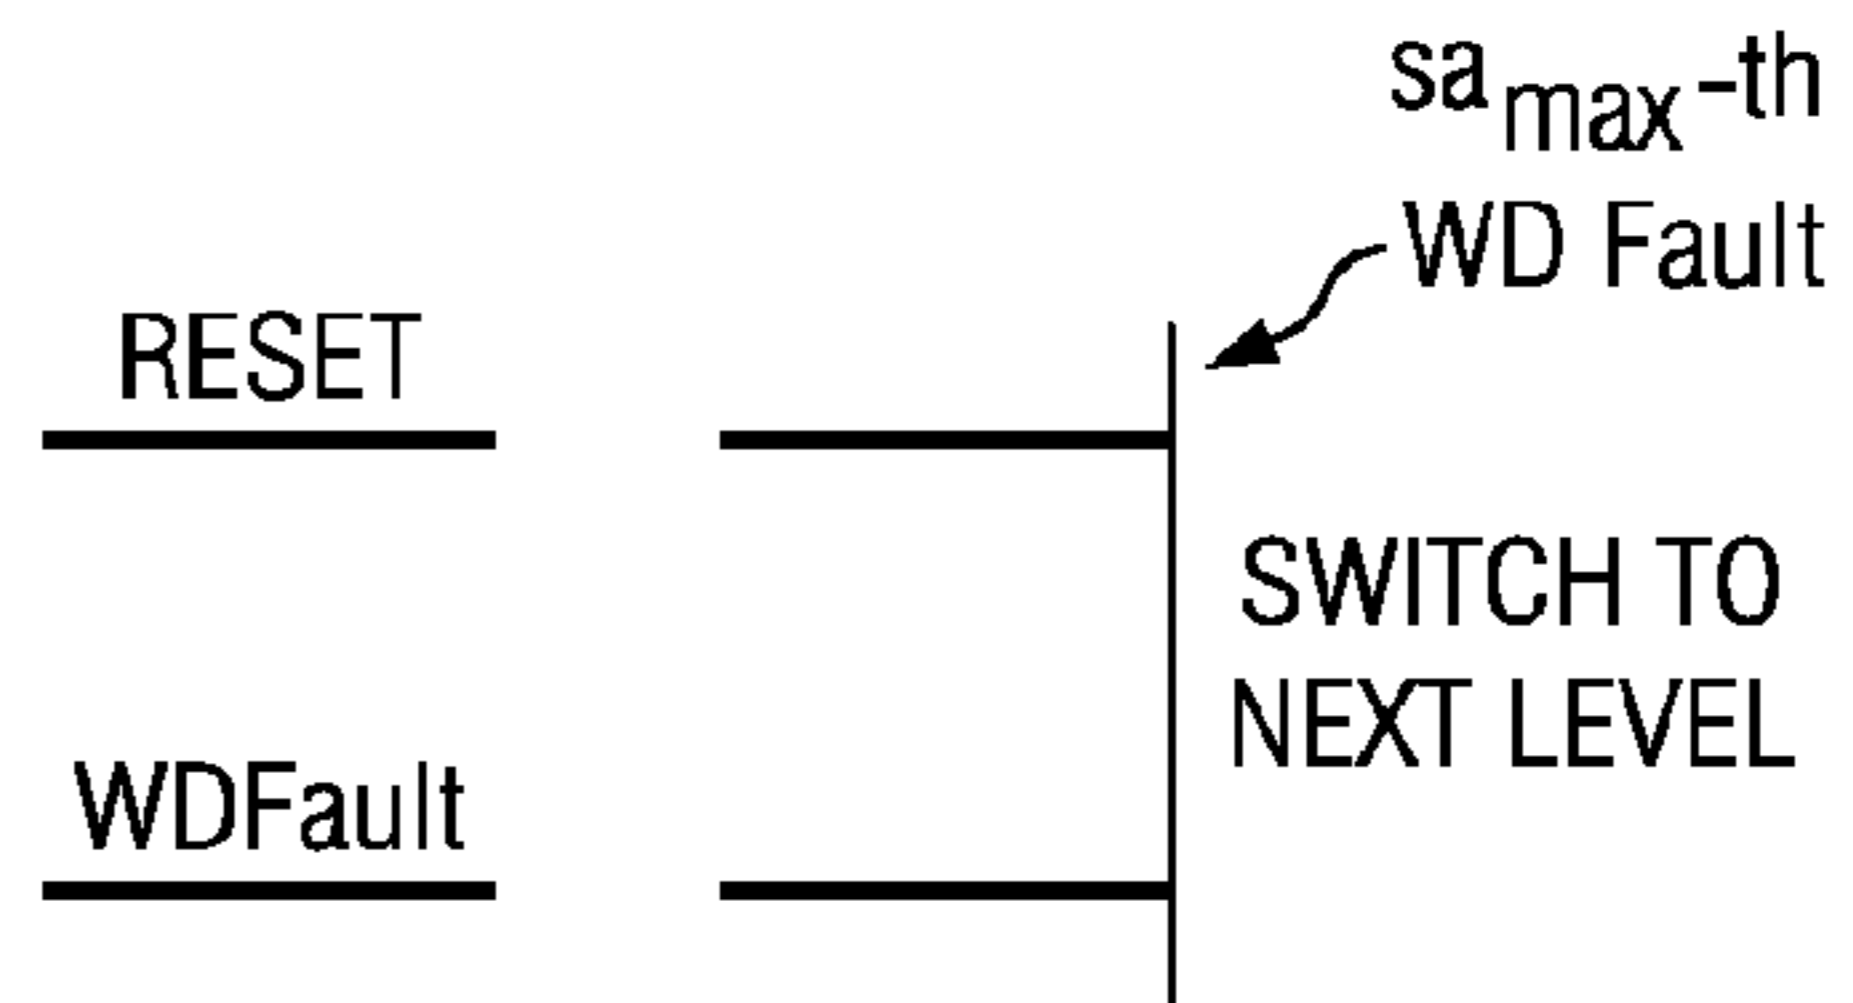 sa max -th
WD Fault
RESET
SWITCH TO
NEXT LEVEL
WDFault